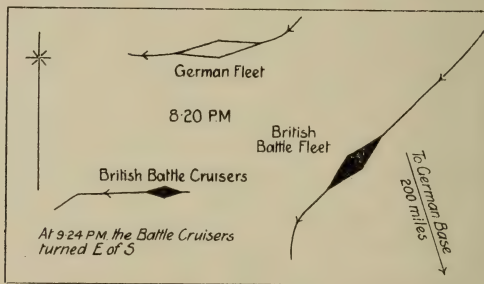 German Fleet
8·20 PM
British
Battle Fleet
British Battle Cruisers
To German Base
200 miles
At 9·24 P.M. the Battle Cruisers
turned E of S